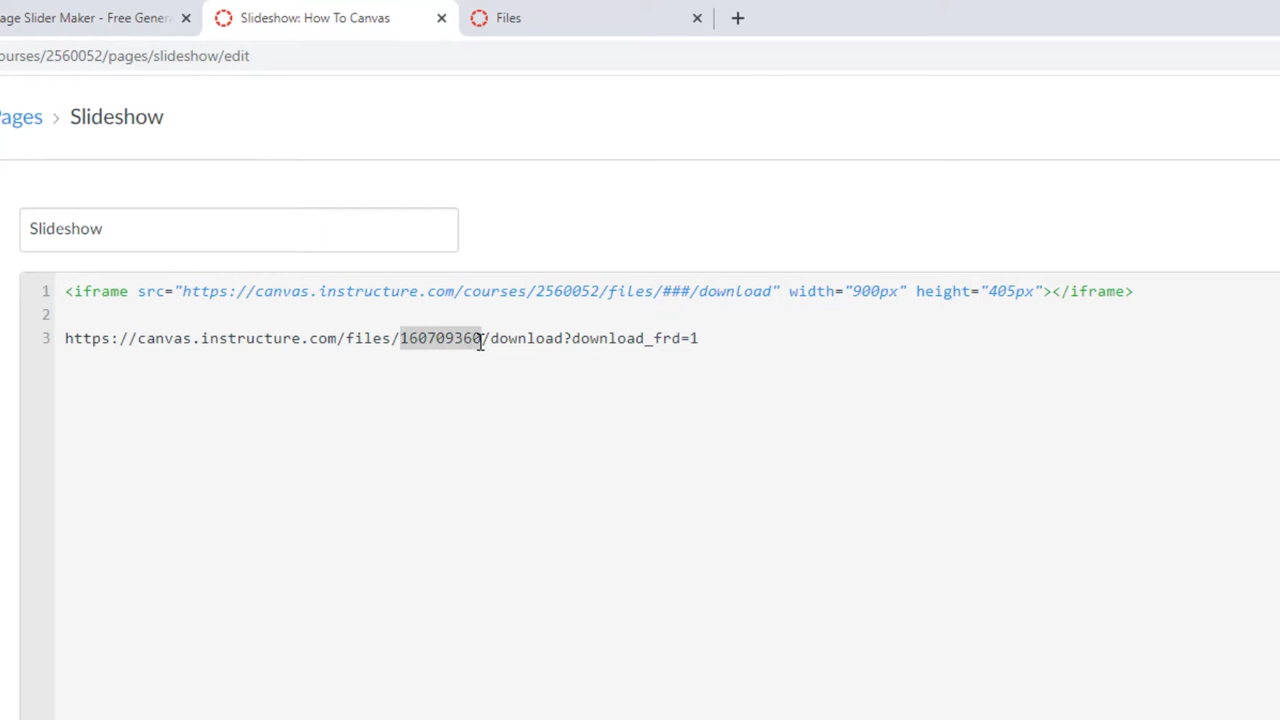 age Slider Maker - Free Gener
Slideshow: How To Canvas
Files
ourses/2560052/pages/slideshow/edit
ages › Slideshow
Slideshow
1 <iframe src="https://canvas.instructure.com/courses/2560052/files/###/download" width="900px" height="405px"></iframe>
2
3 https://canvas.instructure.com/files/160709360/download?download_frd=1